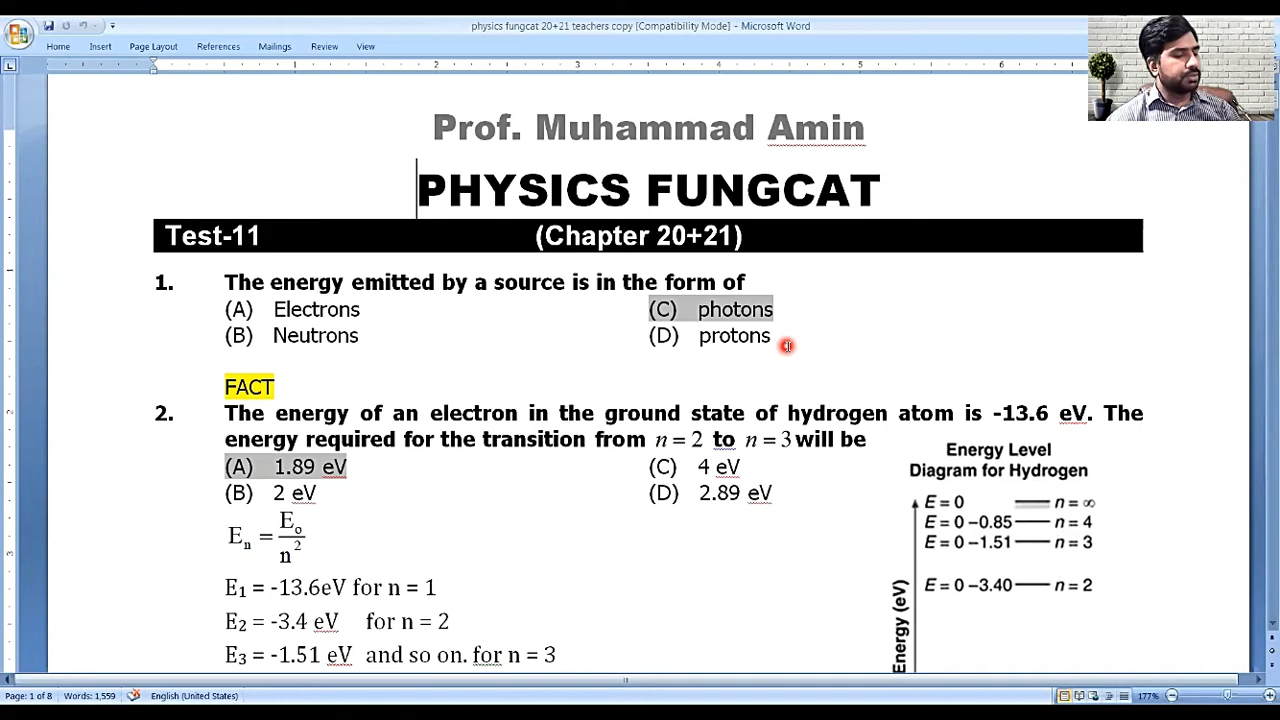 physics fungcat 20+21 teachers copy [Compatibility Mode] - Microsoft Word
Home Insert Page Layout References Mailings Review View
1 2 3 4 5 6
Prof. Muhammad Amin
PHYSICS FUNGCAT
Test-11 (Chapter 20+21)
1. The energy emitted by a source is in the form of
(A) Electrons (C) photons
(B) Neutrons (D) protons
FACT
2. The energy of an electron in the ground state of hydrogen atom is -13.6 eV. The
energy required for the transition from n = 2 to n = 3 will be
(A) 1.89 eV (C) 4 eV
(B) 2 eV (D) 2.89 eV
Eₙ = Eₒ/n²
E₁ = -13.6eV for n = 1
E₂ = -3.4 eV for n = 2
E₃ = -1.51 eV and so on. for n = 3
Energy Level
Diagram for Hydrogen
E = 0 n = ∞
E = 0 −0.85 n = 4
E = 0 −1.51 n = 3
E = 0 −3.40 n = 2
Energy (eV)
Page: 1 of 8 Words: 1,559 English (United States) 177%